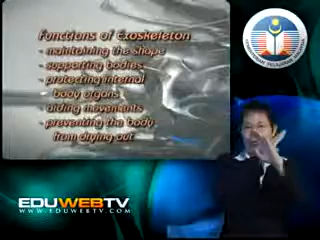 Functions of Exoskeleton
- maintaining the shape
- supporting bodies
- protecting internal
body organs
- aiding movements
- preventing the body
from drying out
EDUWEBTV
WWW.EDUWEBTV.COM